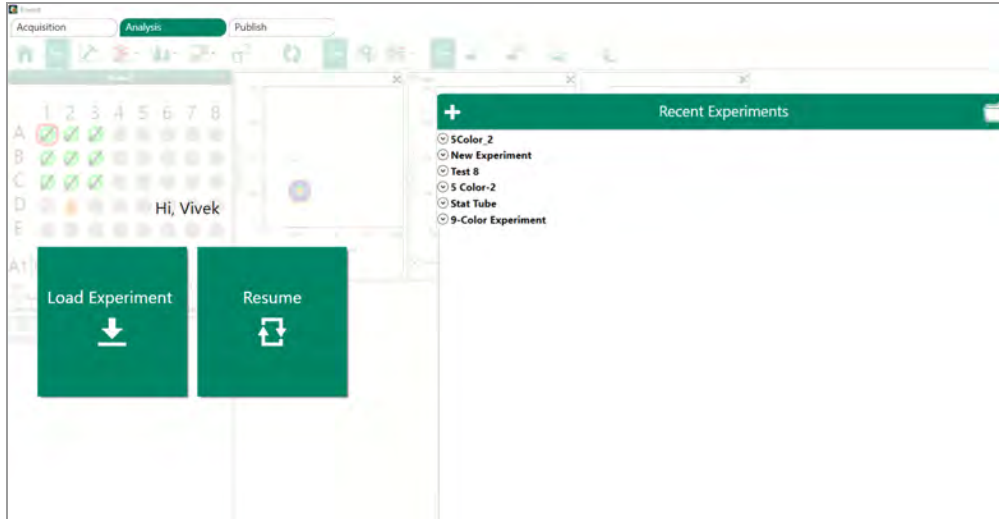 Acquisition
Analysis
Publish
1 2 3 4 5 6 7 8
A
B
C
D
E
Hi, Vivek
Load Experiment
Resume
Recent Experiments
5Color_2
New Experiment
Test 8
5 Color-2
Stat Tube
9-Color Experiment